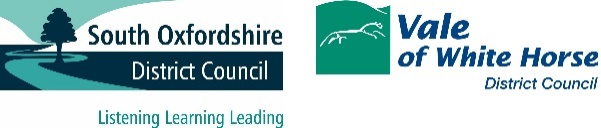 South Oxfordshire
District Council
Listening Learning Leading
Vale
of White Horse
District Council